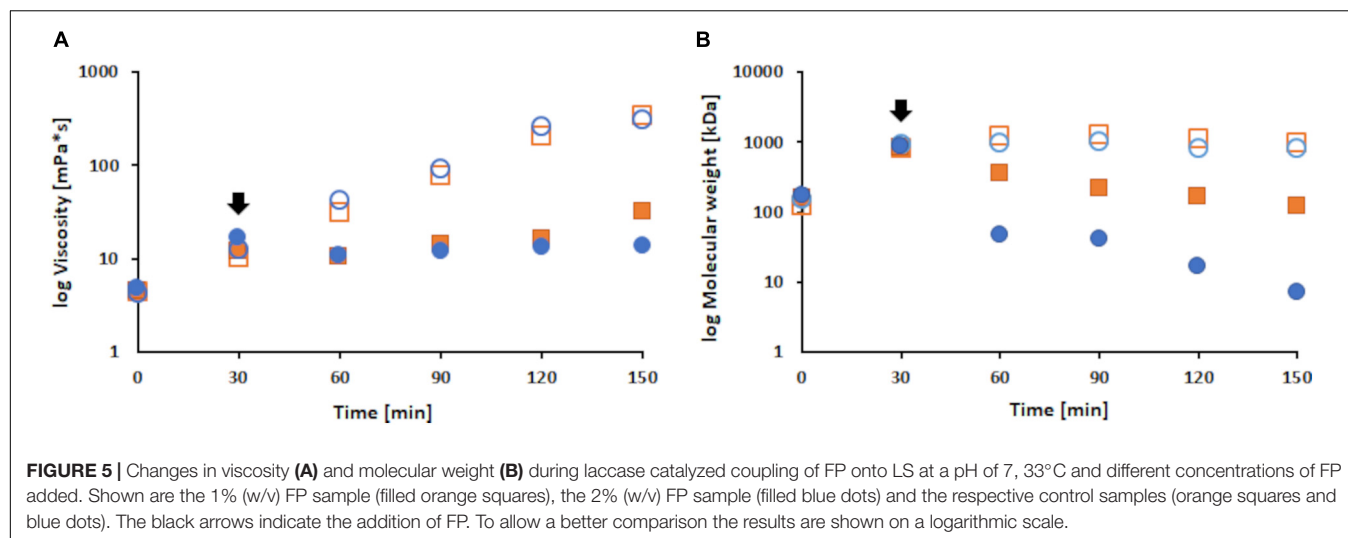 A
B
1000
100
10
1
log Viscosity [mPa*s]
0 30 60 90 120 150
Time [min]
10000
1000
100
10
1
log Molecular weight [kDa]
0 30 60 90 120 150
Time [min]
FIGURE 5 | Changes in viscosity (A) and molecular weight (B) during laccase catalyzed coupling of FP onto LS at a pH of 7, 33°C and different concentrations of FP
added. Shown are the 1% (w/v) FP sample (filled orange squares), the 2% (w/v) FP sample (filled blue dots) and the respective control samples (orange squares and
blue dots). The black arrows indicate the addition of FP. To allow a better comparison the results are shown on a logarithmic scale.